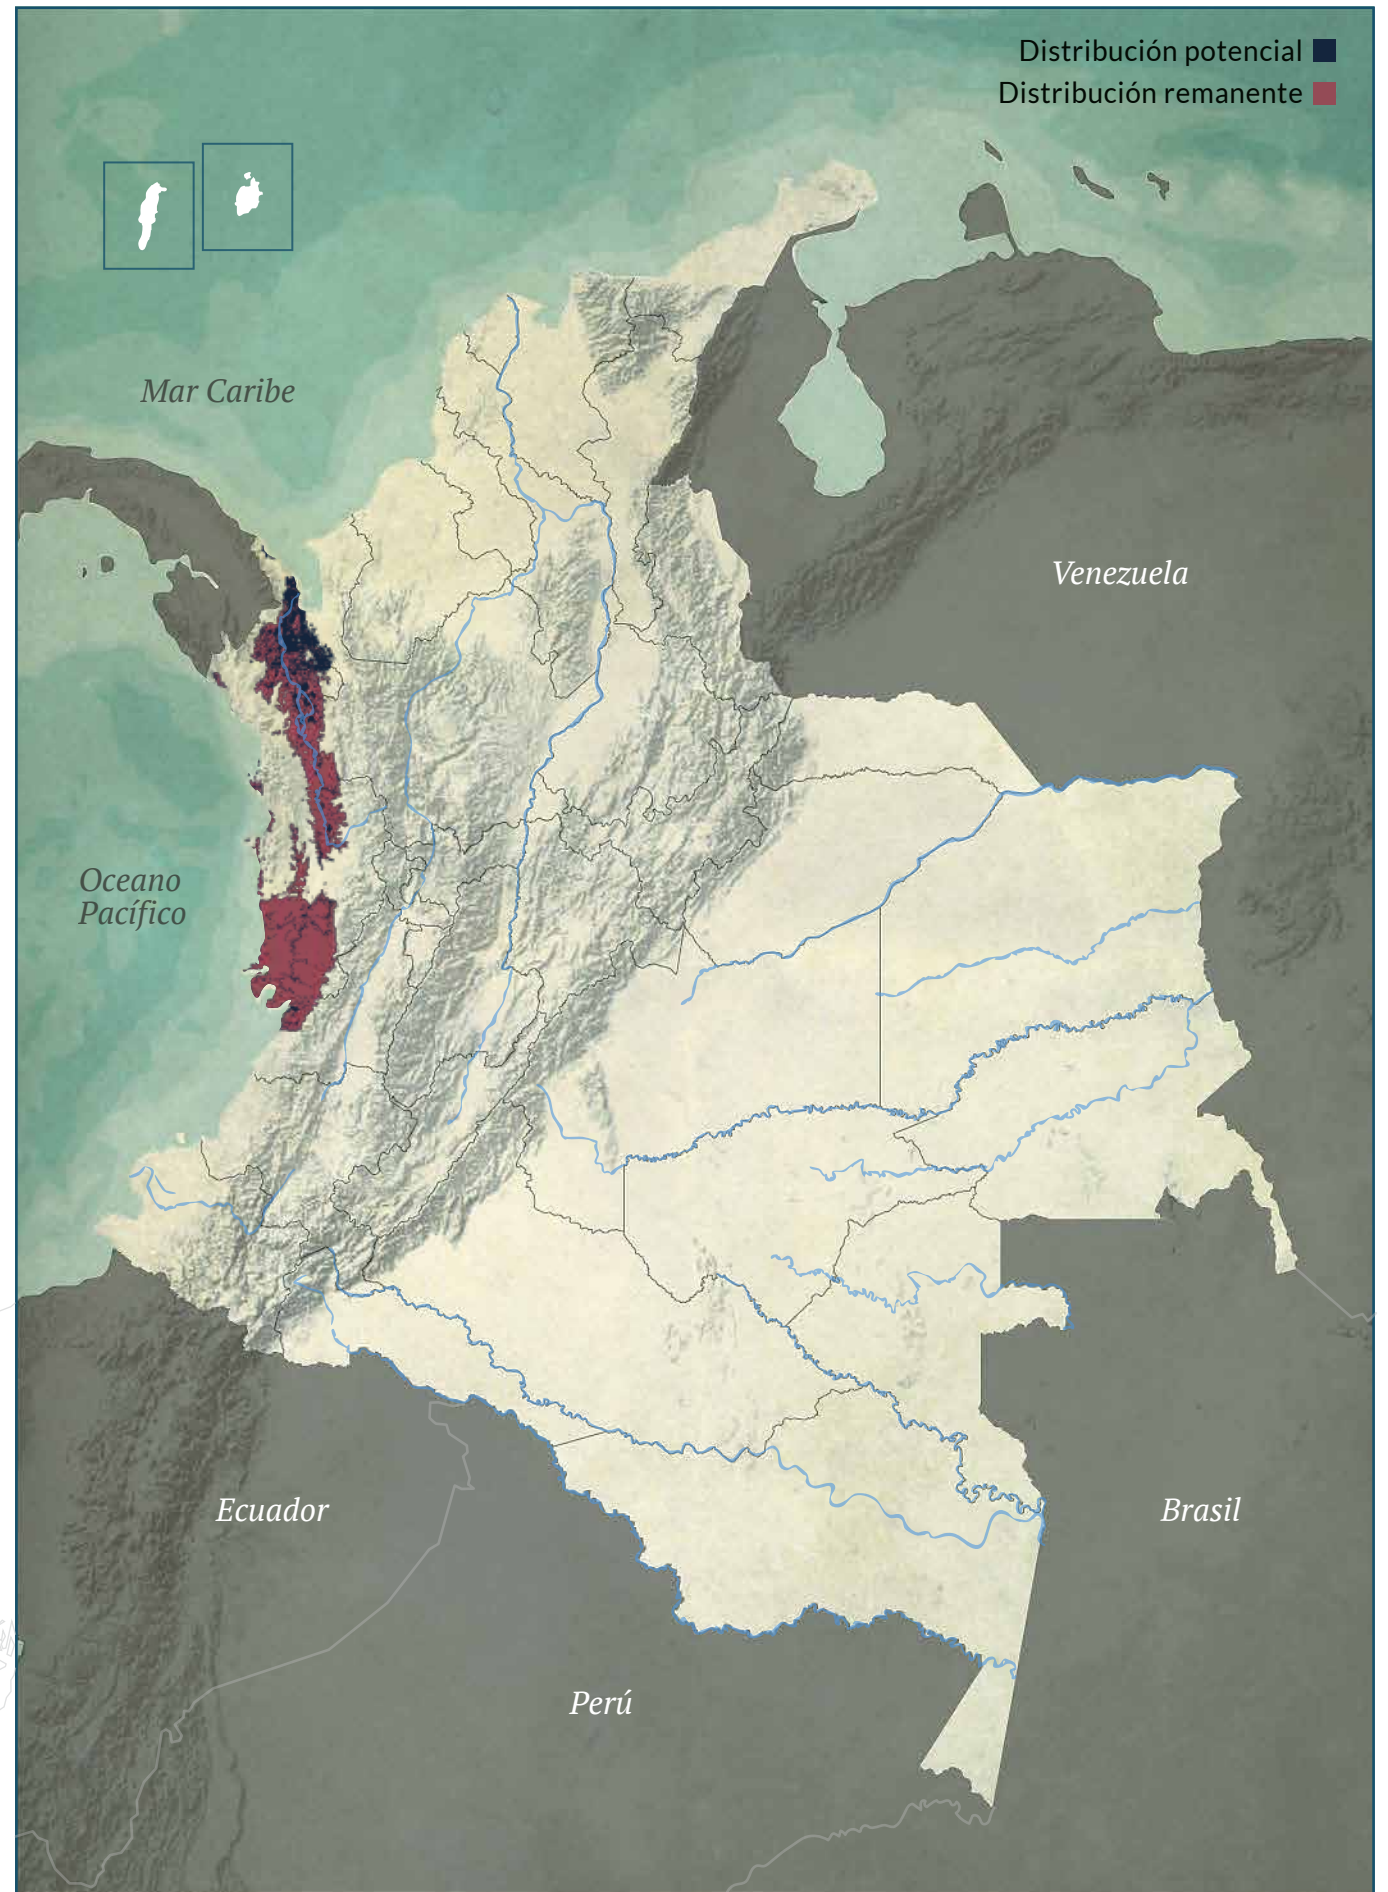 Distribución potencial
Distribución remanente
Mar Caribe
Venezuela
Oceano
Pacífico
Ecuador
Brasil
Perú